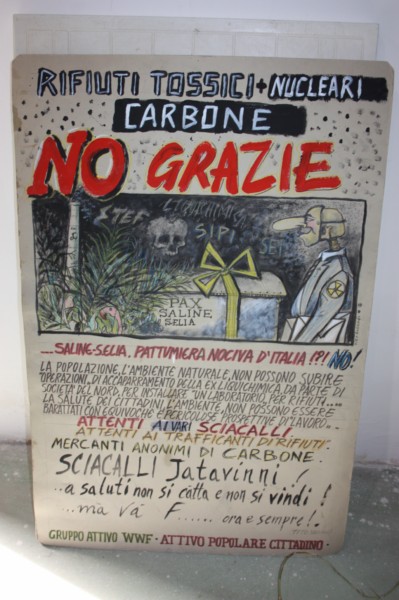 RIFIUTI TOSSICI + NUCLEARI
CARBONE
NO GRAZIE
STEF
LIQUICHIMICA
SIPI
SET
PAX
SALINE
SELIA
.... SALINE-SELIA, PATTUMIERA NOCIVA D'ITALIA !?! NO!
LA POPOLAZIONE, L'AMBIENTE NATURALE, NON POSSONO SUBIRE
"OPERAZIONI" DI ACCAPARRAMENTO DELLA EX LIQUICHIMICA DA PARTE DI
SOCIETÀ DEL NORD, PER INSTALLARE "UN LABORATORIO PER RIFIUTI"....
LA SALUTE DEI CITTADINI, L'AMBIENTE, NON POSSONO ESSERE
BARATTATI CON EQUIVOCHE E PERICOLOSE "PROSPETTIVE DI LAVORO"..
ATTENTI AI VARI SCIACALLI
ATTENTI AI TRAFFICANTI DI RIFIUTI.
MERCANTI ANONIMI DI CARBONE.
SCIACALLI Jatavinni!
..a saluti non si catta e non si vindi!
...ma va F...... ora e sempre!.
GRUPPO ATTIVO WWF - ATTIVO POPOLARE CITTADINO -